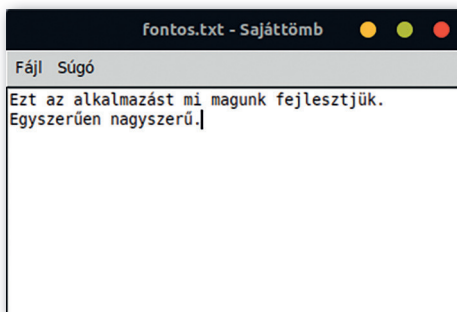 fontos.txt - Sajáttömb
Fájl Súgó
Ezt az alkalmazást mi magunk fejlesztjük.
Egyszerűen nagyszerű.